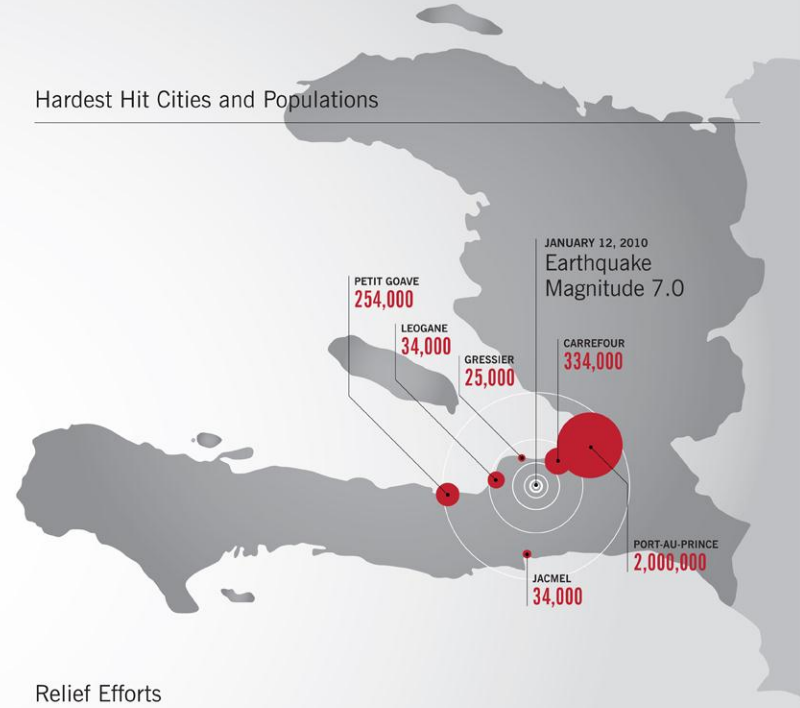 Hardest Hit Cities and Populations
JANUARY 12, 2010
Earthquake
Magnitude 7.0
PETIT GOAVE
254,000
LEOGANE
34,000
GRESSIER
25,000
CARREFOUR
334,000
PORT-AU-PRINCE
2,000,000
JACMEL
34,000
Relief Efforts